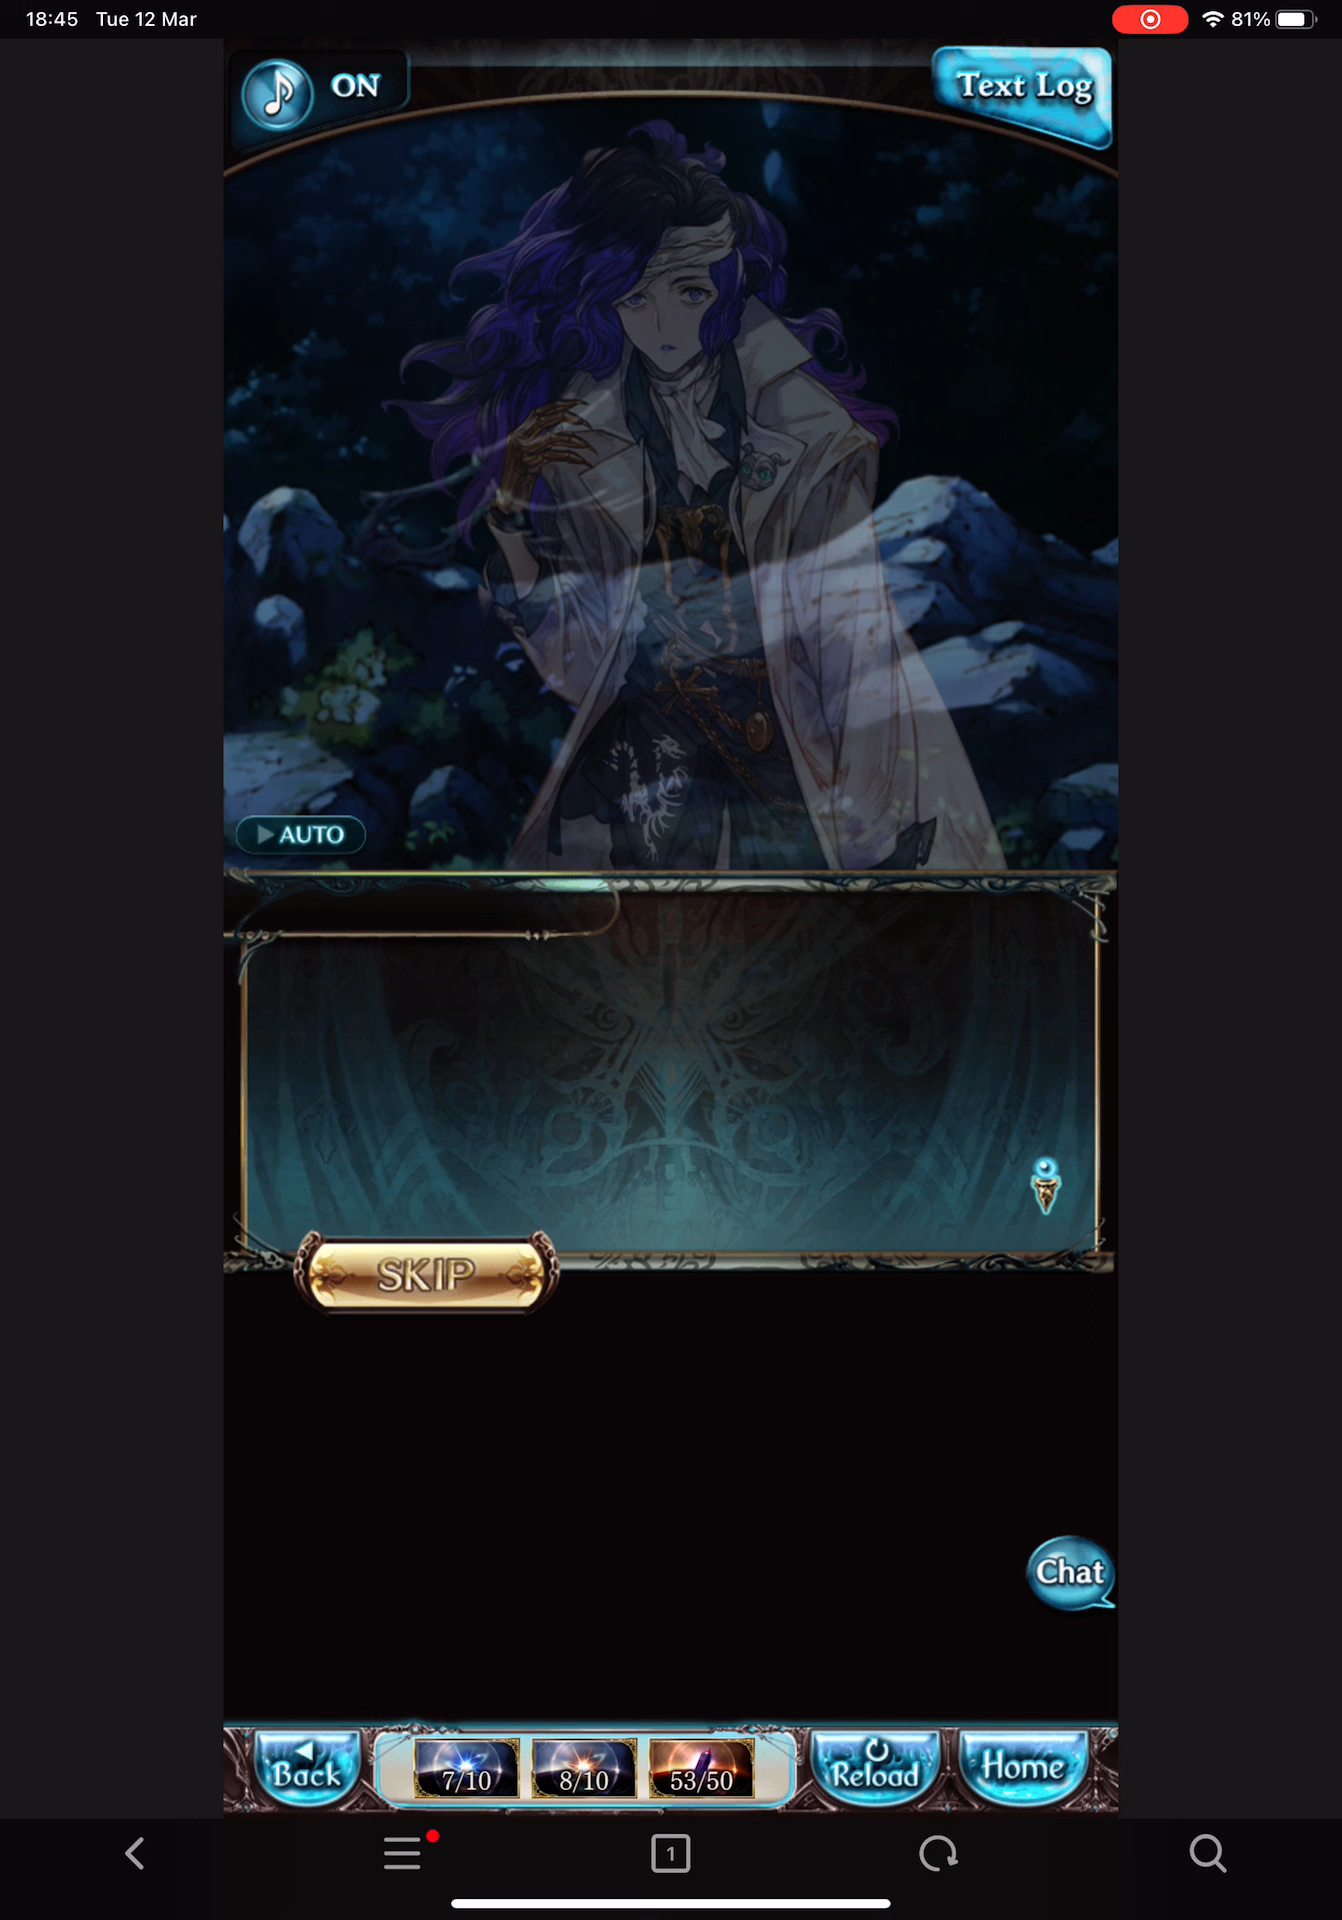 18:45 Tue 12 Mar
81%
ON
Text Log
AUTO
SKIP
Chat
Back
7/10
8/10
53/50
Reload
Home
1